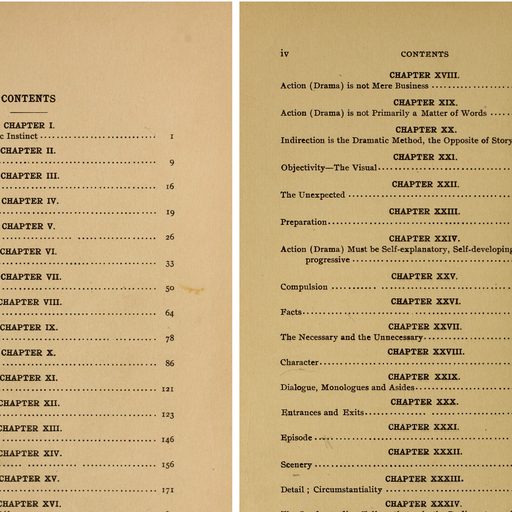 CONTENTS
CHAPTER I.
c Instinct 1
CHAPTER II.
9
CHAPTER III.
16
CHAPTER IV.
19
CHAPTER V.
26
CHAPTER VI.
33
CHAPTER VII.
50
CHAPTER VIII.
64
CHAPTER IX.
78
CHAPTER X.
86
CHAPTER XI.
121
CHAPTER XII.
123
CHAPTER XIII.
146
CHAPTER XIV.
156
CHAPTER XV.
171
CHAPTER XVI.
iv CONTENTS
CHAPTER XVIII.
Action (Drama) is not Mere Business
CHAPTER XIX.
Action (Drama) is not Primarily a Matter of Words
CHAPTER XX.
Indirection is the Dramatic Method, the Opposite of Story
CHAPTER XXI.
Objectivity—The Visual
CHAPTER XXII.
The Unexpected
CHAPTER XXIII.
Preparation
CHAPTER XXIV.
Action (Drama) Must be Self-explanatory, Self-developing
progressive
CHAPTER XXV.
Compulsion
CHAPTER XXVI.
Facts
CHAPTER XXVII.
The Necessary and the Unnecessary
CHAPTER XXVIII.
Character
CHAPTER XXIX.
Dialogue, Monologues and Asides
CHAPTER XXX.
Entrances and Exits
CHAPTER XXXI.
Episode
CHAPTER XXXII.
Scenery
CHAPTER XXXIII.
Detail ; Circumstantiality
CHAPTER XXXIV.